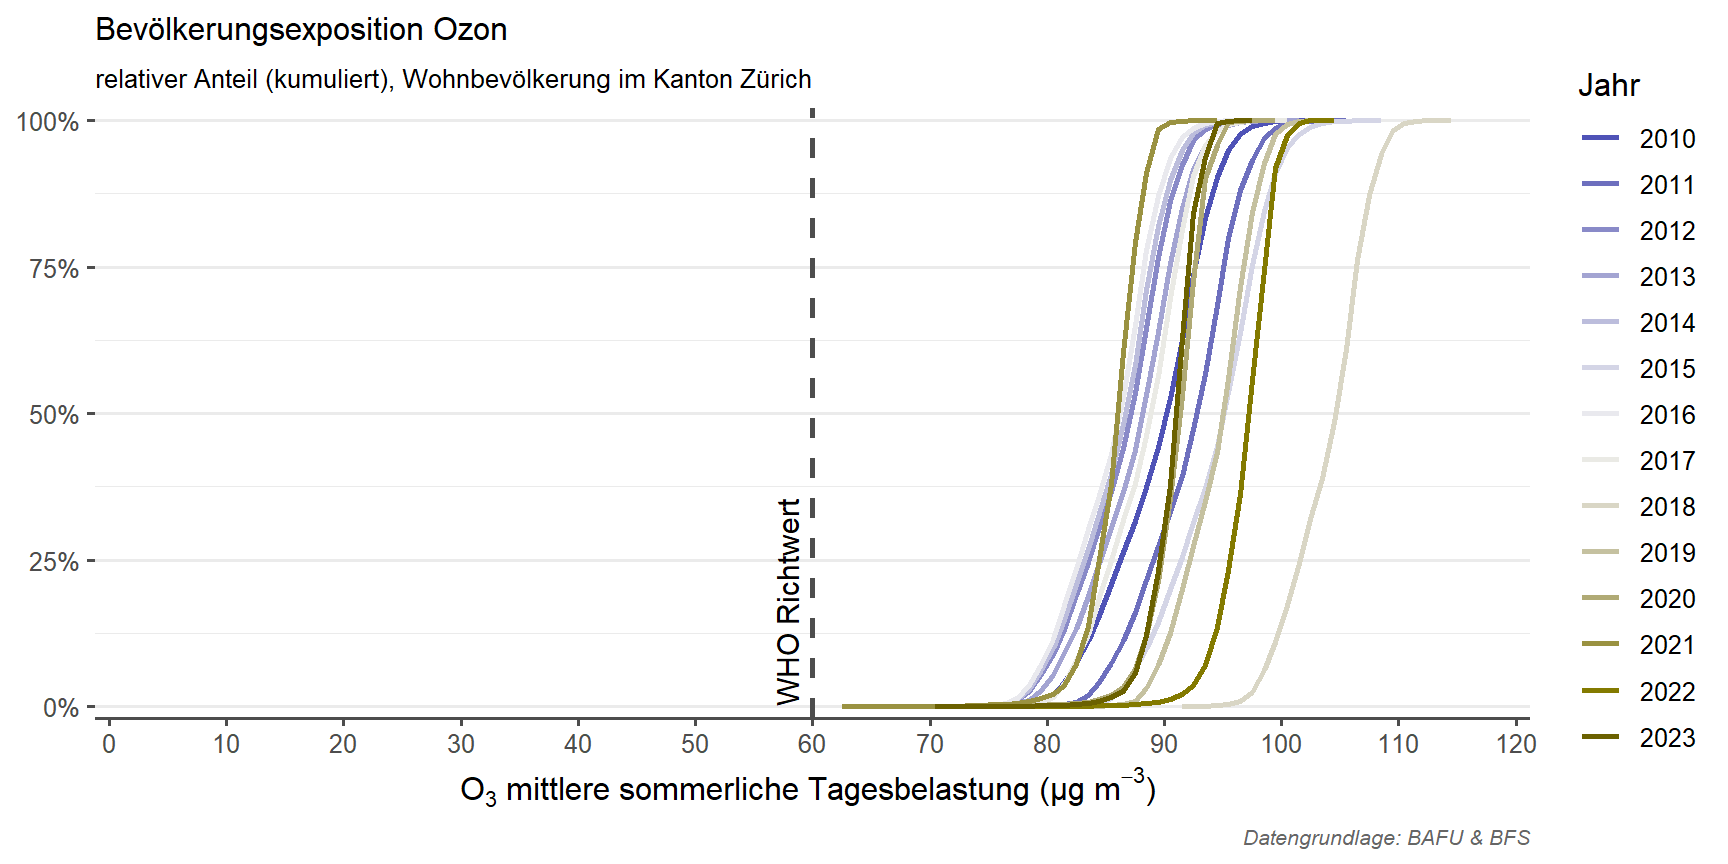 Bevölkerungsexposition Ozon
relativer Anteil (kumuliert), Wohnbevölkerung im Kanton Zürich
100%
75%
50%
25%
0%
WHO Richtwert
0 10 20 30 40 50 60 70 80 90 100 110 120
O₃ mittlere sommerliche Tagesbelastung (µg m⁻³)
Jahr
2010
2011
2012
2013
2014
2015
2016
2017
2018
2019
2020
2021
2022
2023
Datengrundlage: BAFU & BFS